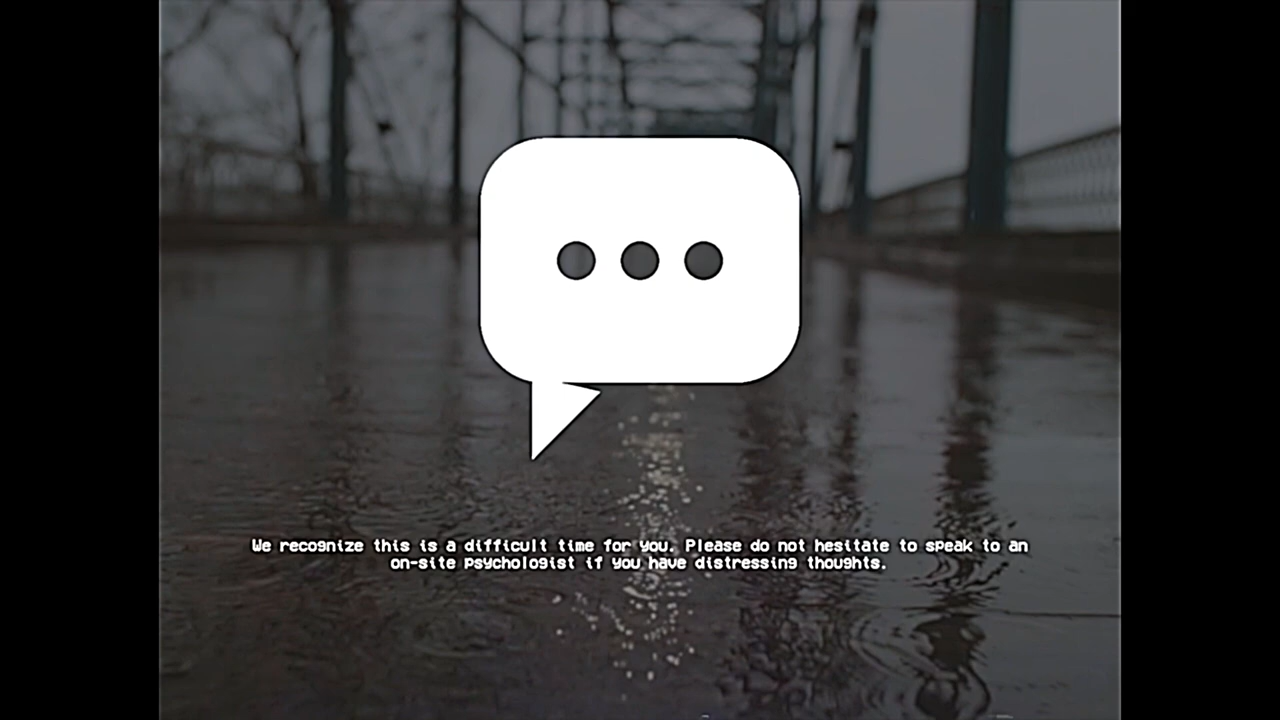 We recognize this is a difficult time for you. Please do not hesitate to speak to an
on-site psychologist if you have distressing thoughts.